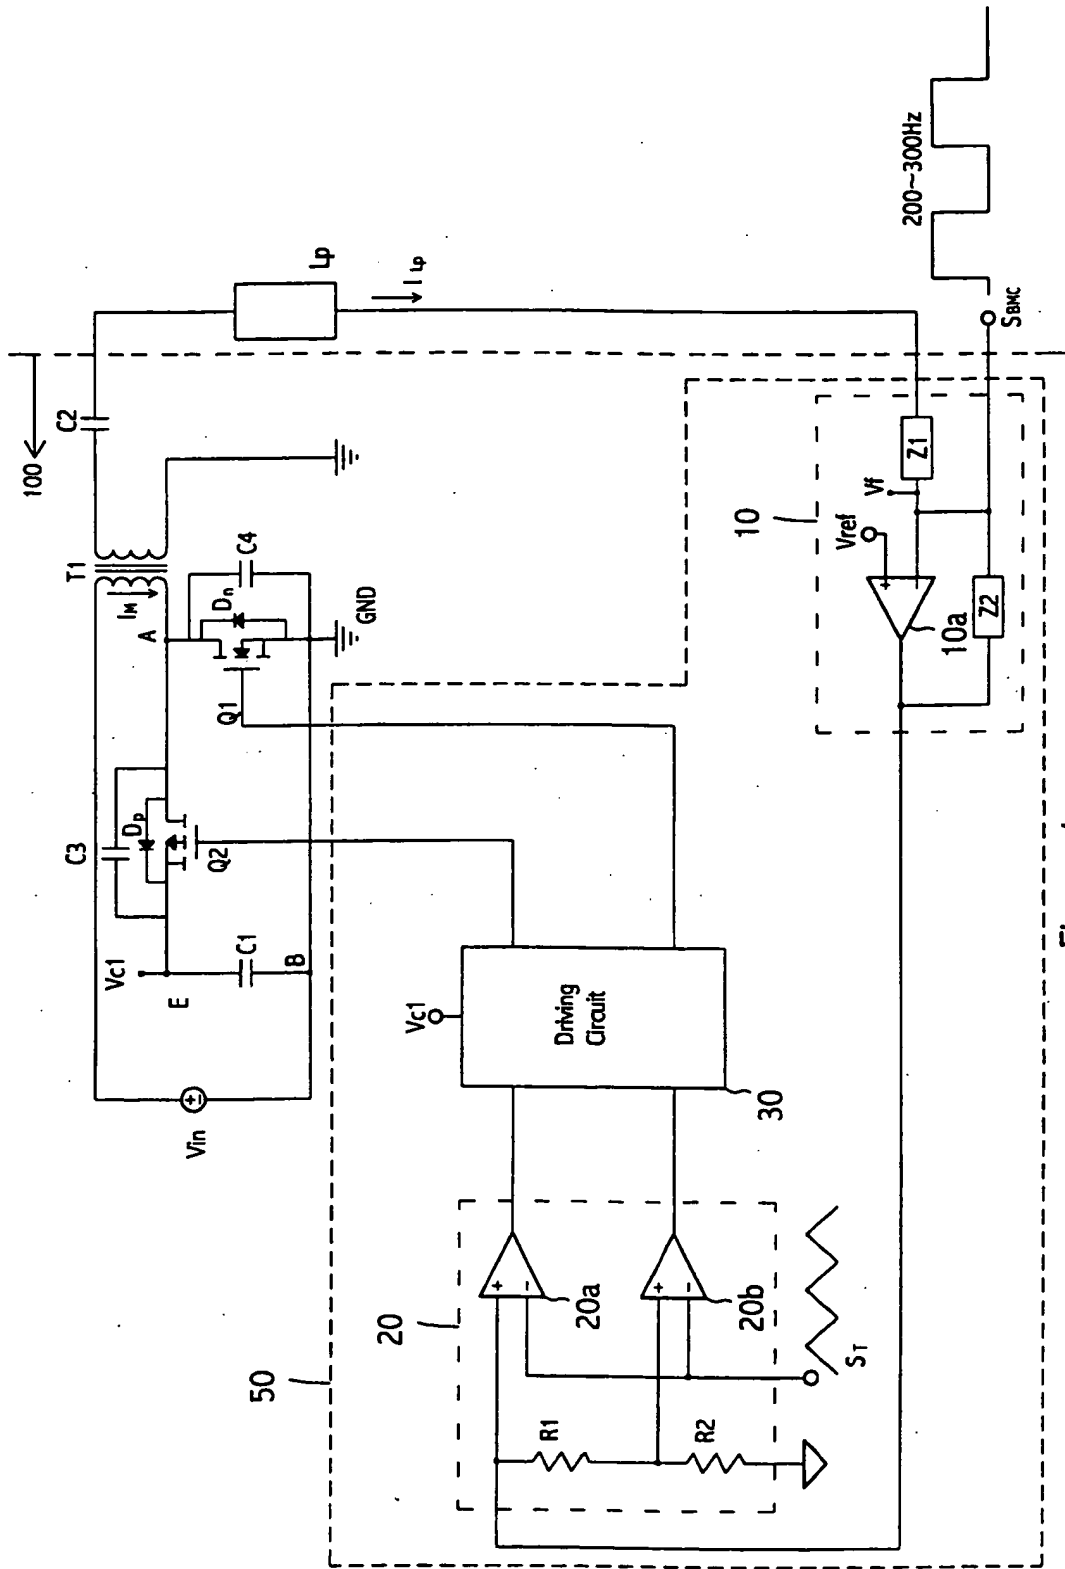 100
C2
T1
IM
Lp
ILp
200~300Hz
SBMC
A
C4
Dn
GND
Q1
C3
Dp
Q2
Vc1
E
C1
B
Vin
10
Vref
Vf
Z1
+
10a
Z2
Vc1
Driving
Circuit
30
20
+
-
20a
+
-
20b
50
R1
R2
ST